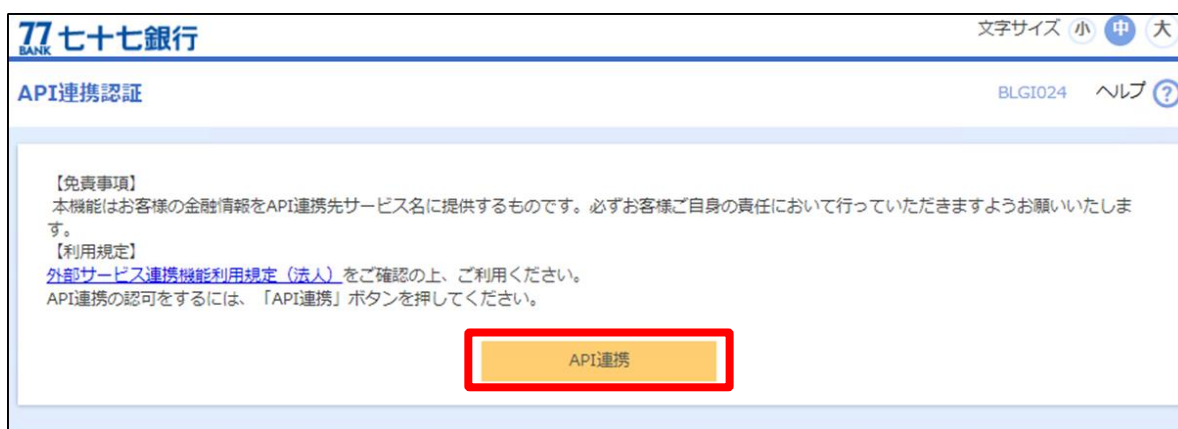 77 BANK 七十七銀行 文字サイズ 小 中 大
API連携認証 BLGI024 ヘルプ ?
【免責事項】
本機能はお客様の金融情報をAPI連携先サービス名に提供するものです。必ずお客様ご自身の責任において行っていただきますようお願いいたしま
す。
【利用規定】
外部サービス連携機能利用規定（法人）をご確認の上、ご利用ください。
API連携の認可をするには、「API連携」ボタンを押してください。
API連携